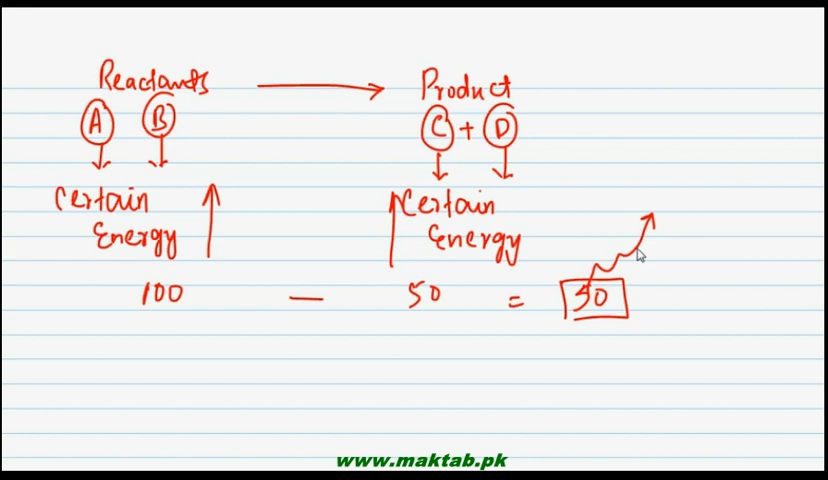 Reactants → Product
A B C + D
Certain Certain
Energy Energy
100 — 50 = 50
www.maktab.pk